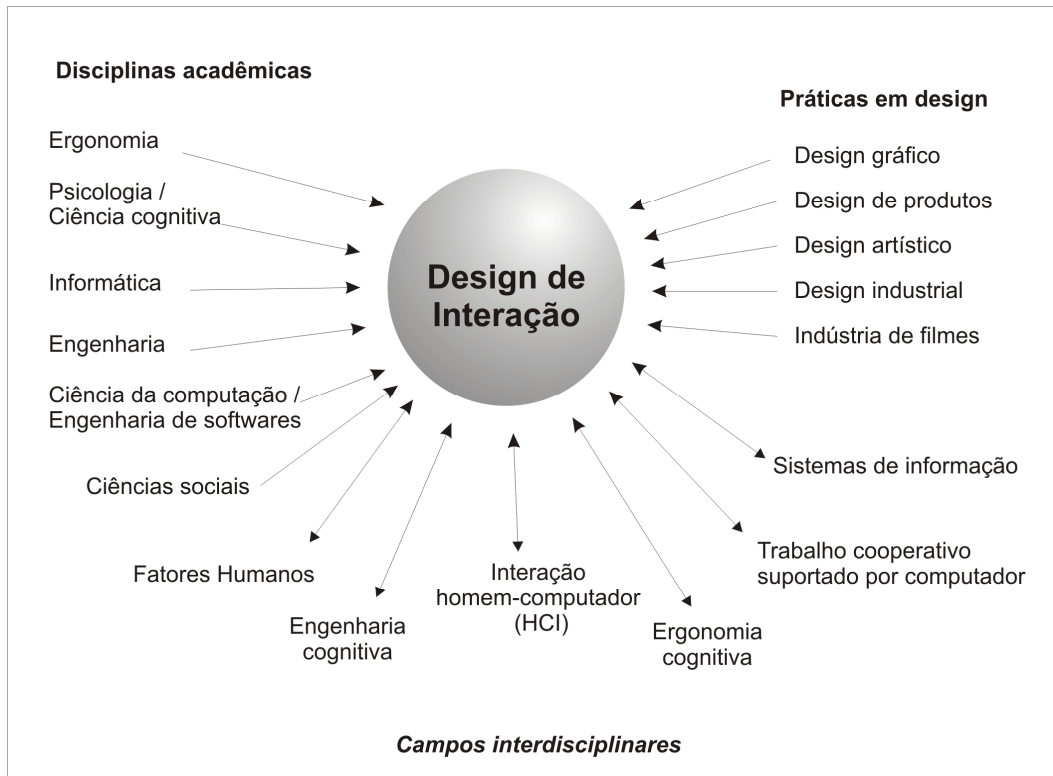 Disciplinas acadêmicas
Ergonomia
Psicologia /
Ciência cognitiva
Informática
Engenharia
Ciência da computação /
Engenharia de softwares
Ciências sociais
Design de
Interação
Práticas em design
Design gráfico
Design de produtos
Design artístico
Design industrial
Indústria de filmes
Fatores Humanos
Engenharia
cognitiva
Interação
homem-computador
(HCI)
Ergonomia
cognitiva
Trabalho cooperativo
suportado por computador
Sistemas de informação
Campos interdisciplinares